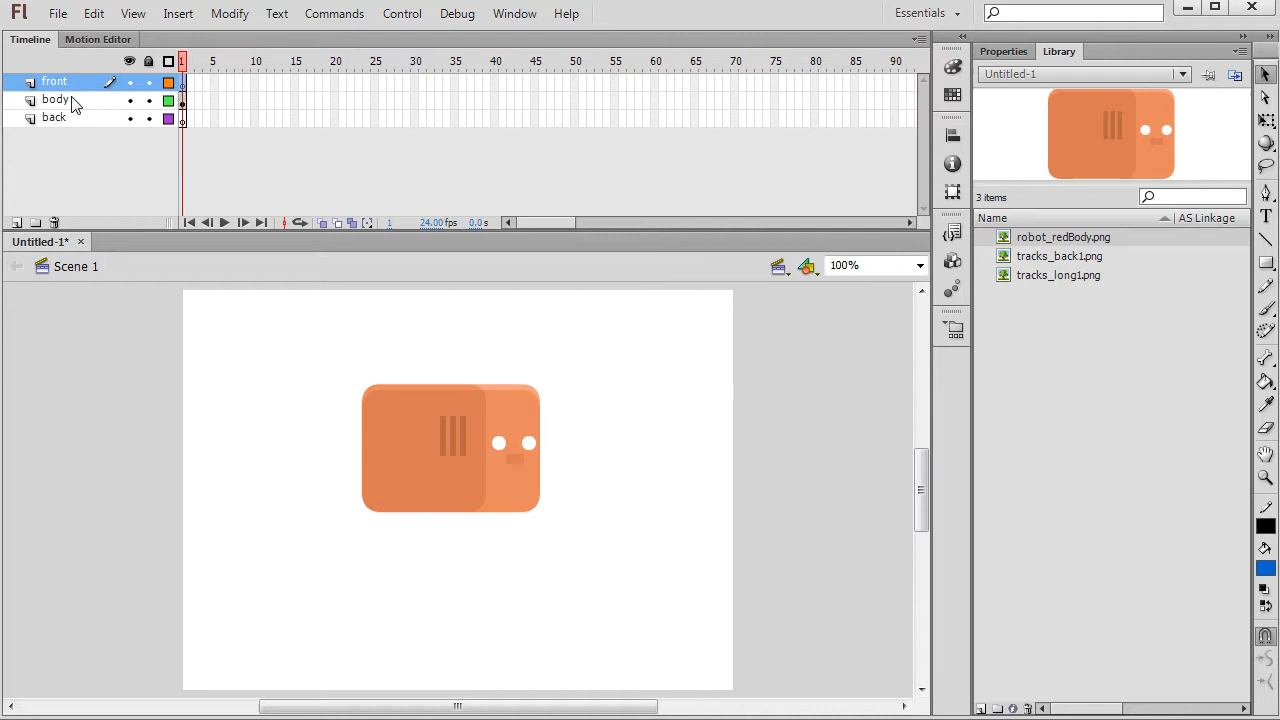 Fl File Edit View Insert Modify Text Commands Control Debug Window Help Essentials
Timeline Motion Editor
1 5 10 15 20 25 30 35 40 45 50 55 60 65 70 75 80 85 90
front
body
back
1 24.00 fps 0.0 s
Untitled-1*
Scene 1
100%
Properties Library
Untitled-1
3 items
Name AS Linkage
robot_redBody.png
tracks_back1.png
tracks_long1.png